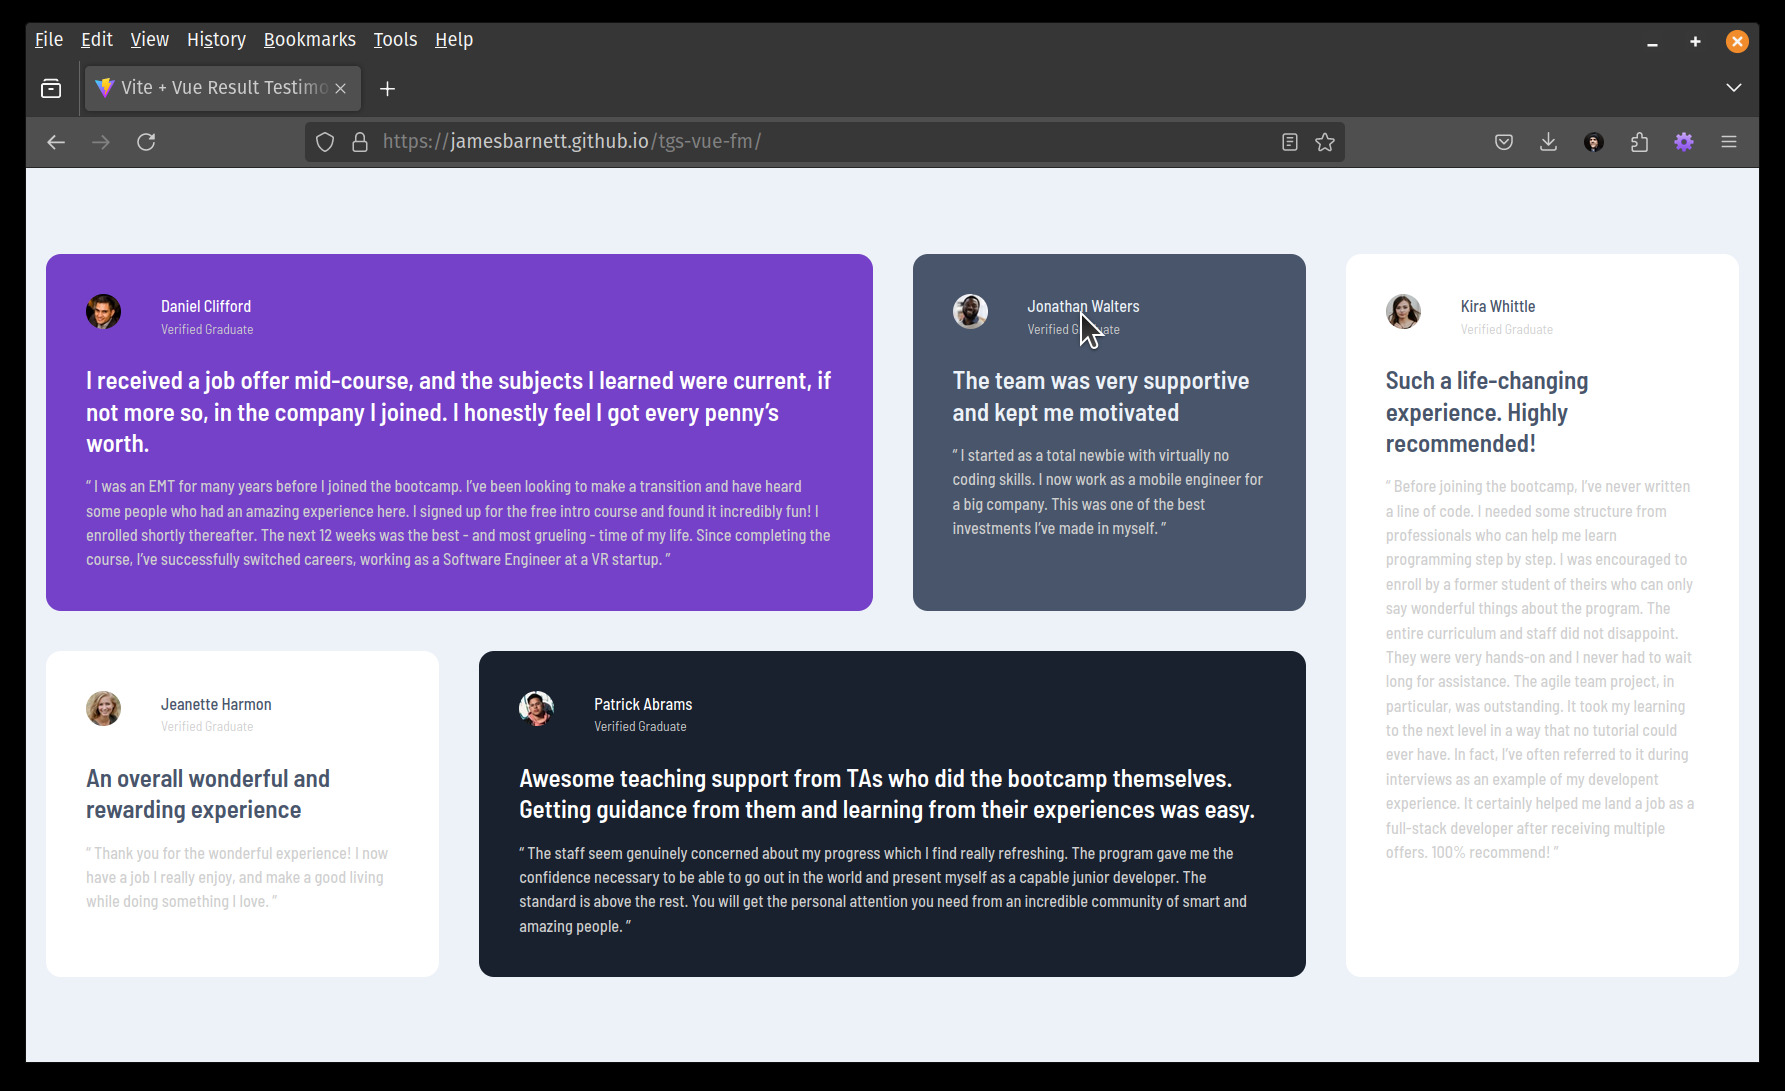 File Edit View History Bookmarks Tools Help
Vite + Vue Result Testimo
https://jamesbarnett.github.io/tgs-vue-fm/
Daniel Clifford
Verified Graduate
I received a job offer mid-course, and the subjects I learned were current, if
not more so, in the company I joined. I honestly feel I got every penny’s
worth.
“ I was an EMT for many years before I joined the bootcamp. I’ve been looking to make a transition and have heard
some people who had an amazing experience here. I signed up for the free intro course and found it incredibly fun! I
enrolled shortly thereafter. The next 12 weeks was the best - and most grueling - time of my life. Since completing the
course, I’ve successfully switched careers, working as a Software Engineer at a VR startup. ”
Jonathan Walters
Verified Graduate
The team was very supportive
and kept me motivated
“ I started as a total newbie with virtually no
coding skills. I now work as a mobile engineer for
a big company. This was one of the best
investments I’ve made in myself. ”
Kira Whittle
Verified Graduate
Such a life-changing
experience. Highly
recommended!
“ Before joining the bootcamp, I’ve never written
a line of code. I needed some structure from
professionals who can help me learn
programming step by step. I was encouraged to
enroll by a former student of theirs who can only
say wonderful things about the program. The
entire curriculum and staff did not disappoint.
They were very hands-on and I never had to wait
long for assistance. The agile team project, in
particular, was outstanding. It took my learning
to the next level in a way that no tutorial could
ever have. In fact, I’ve often referred to it during
interviews as an example of my developent
experience. It certainly helped me land a job as a
full-stack developer after receiving multiple
offers. 100% recommend! ”
Jeanette Harmon
Verified Graduate
An overall wonderful and
rewarding experience
“ Thank you for the wonderful experience! I now
have a job I really enjoy, and make a good living
while doing something I love. ”
Patrick Abrams
Verified Graduate
Awesome teaching support from TAs who did the bootcamp themselves.
Getting guidance from them and learning from their experiences was easy.
“ The staff seem genuinely concerned about my progress which I find really refreshing. The program gave me the
confidence necessary to be able to go out in the world and present myself as a capable junior developer. The
standard is above the rest. You will get the personal attention you need from an incredible community of smart and
amazing people. ”